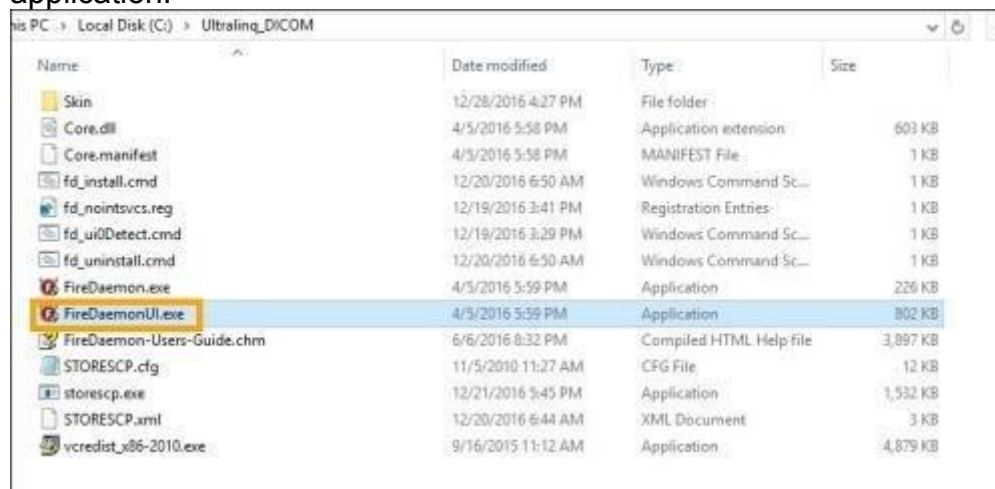 application.
his PC > Local Disk (C:) > Ultralinq_DICOM
Name Date modified Type Size
Skin 12/28/2016 4:27 PM File folder
Core.dll 4/5/2016 5:58 PM Application extension 603 KB
Core.manifest 4/5/2016 5:58 PM MANIFEST File 1 KB
fd_install.cmd 12/20/2016 6:50 AM Windows Command Sc... 1 KB
fd_nointsvcs.reg 12/19/2016 3:41 PM Registration Entries 1 KB
fd_ui0Detect.cmd 12/19/2016 3:29 PM Windows Command Sc... 1 KB
fd_uninstall.cmd 12/20/2016 6:50 AM Windows Command Sc... 1 KB
FireDaemon.exe 4/5/2016 5:59 PM Application 226 KB
FireDaemonUI.exe 4/5/2016 5:59 PM Application 802 KB
FireDaemon-Users-Guide.chm 6/6/2016 8:32 PM Compiled HTML Help file 3,897 KB
STORESCP.cfg 11/5/2010 11:27 AM CFG File 12 KB
storescp.exe 12/21/2016 5:45 PM Application 1,532 KB
STORESCP.xml 12/20/2016 6:44 AM XML Document 3 KB
vcredist_x86-2010.exe 9/16/2015 11:12 AM Application 4,879 KB